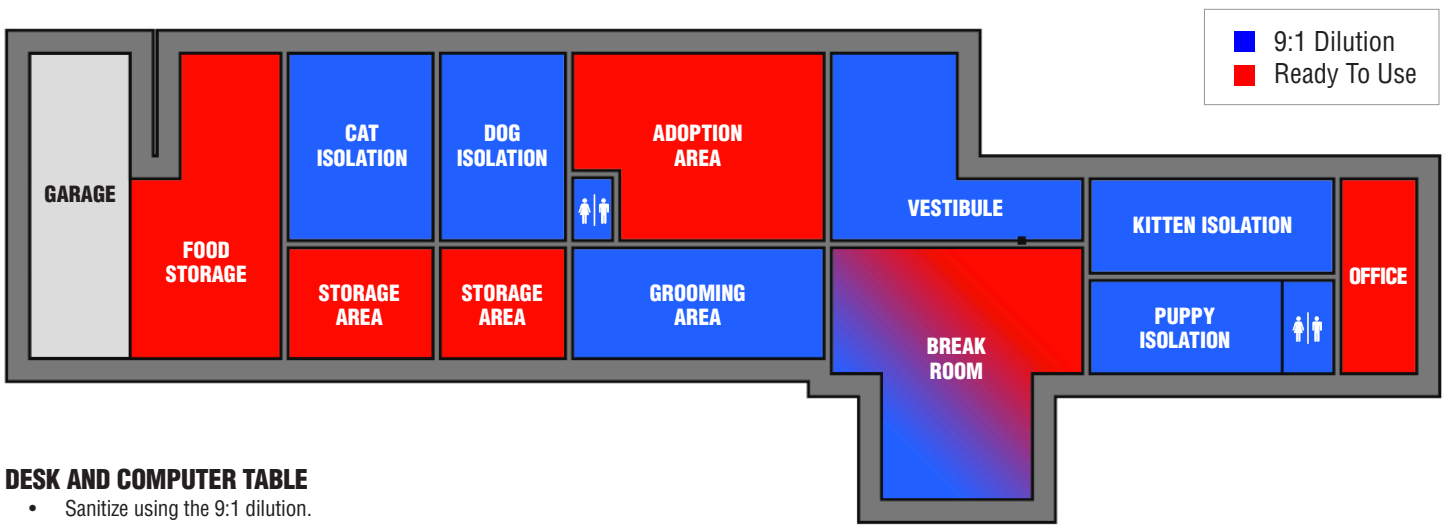 9:1 Dilution
Ready To Use
GARAGE
FOOD
STORAGE
CAT
ISOLATION
DOG
ISOLATION
ADOPTION
AREA
VESTIBULE
KITTEN ISOLATION
OFFICE
STORAGE
AREA
STORAGE
AREA
GROOMING
AREA
BREAK
ROOM
PUPPY
ISOLATION
DESK AND COMPUTER TABLE
• Sanitize using the 9:1 dilution.